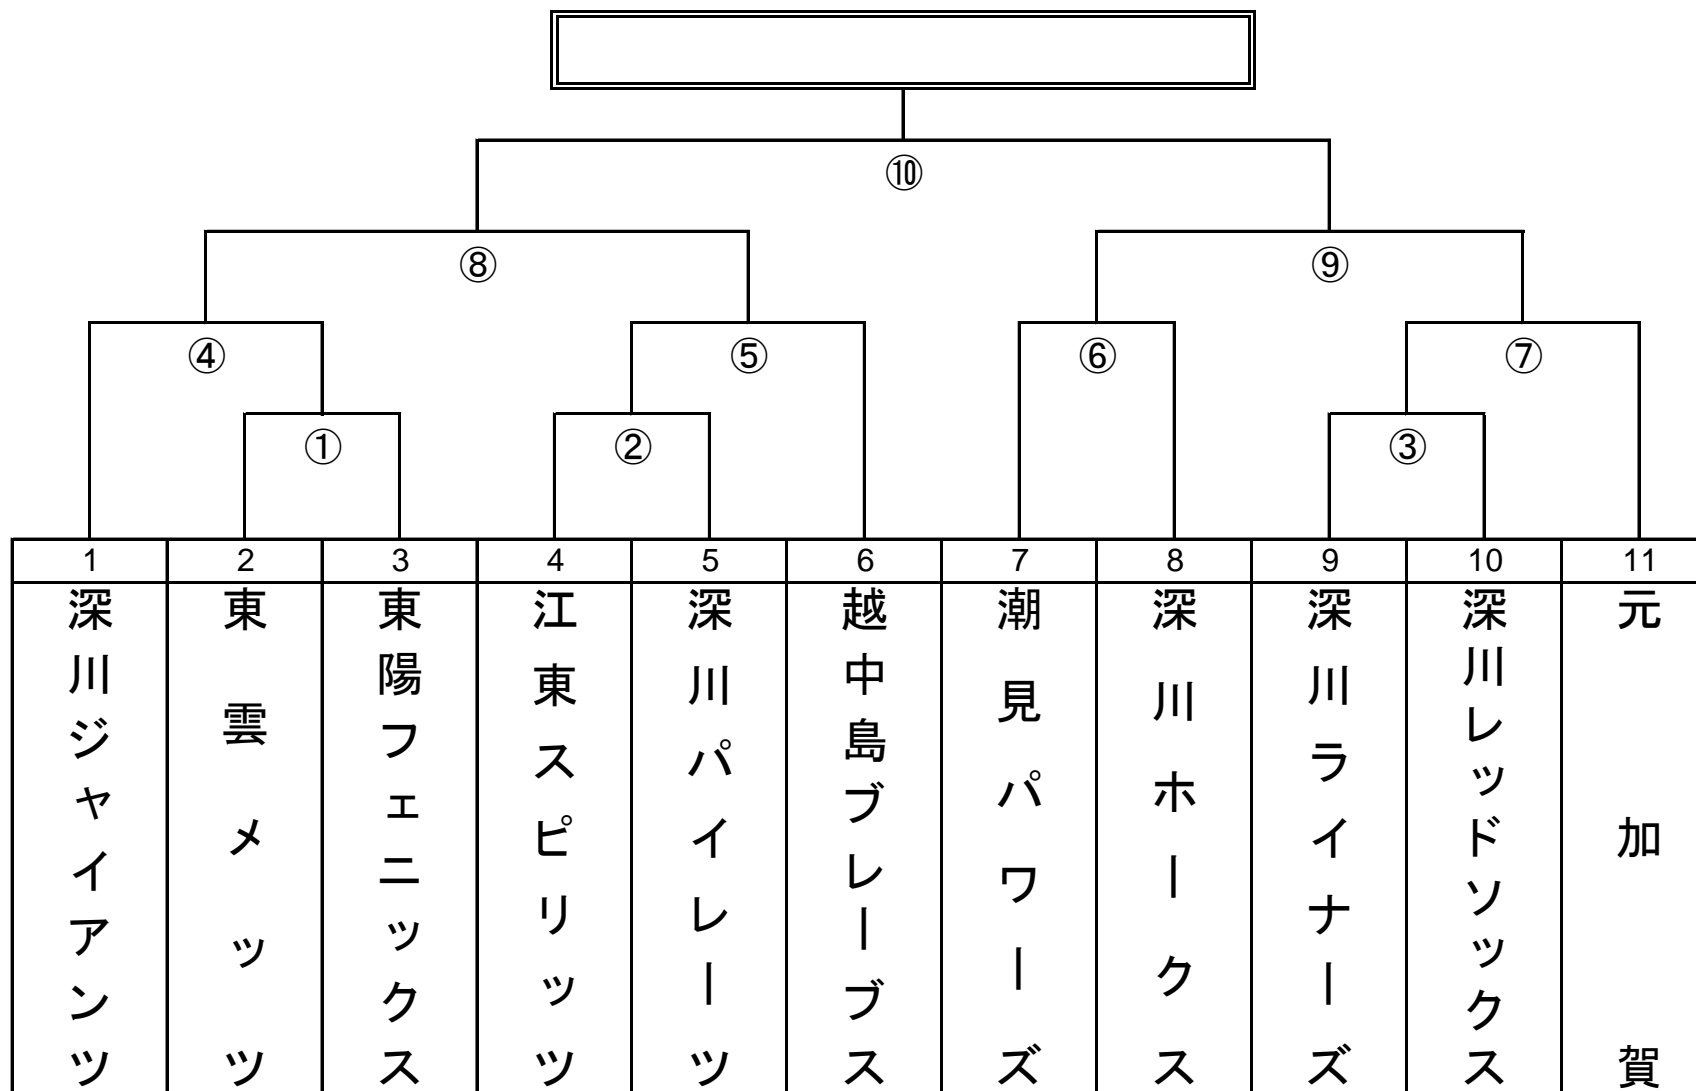 ⑩
⑧ ⑨
④ ⑤ ⑥ ⑦
① ② ③
1 2 3 4 5 6 7 8 9 10 11
深川ジャイアンツ
東雲メッツ
東陽フェニックス
江東スピリッツ
深川パイレーツ
越中島ブレーブス
潮見パワーズ
深川ホークス
深川ライナーズ
深川レッドソックス
元加賀